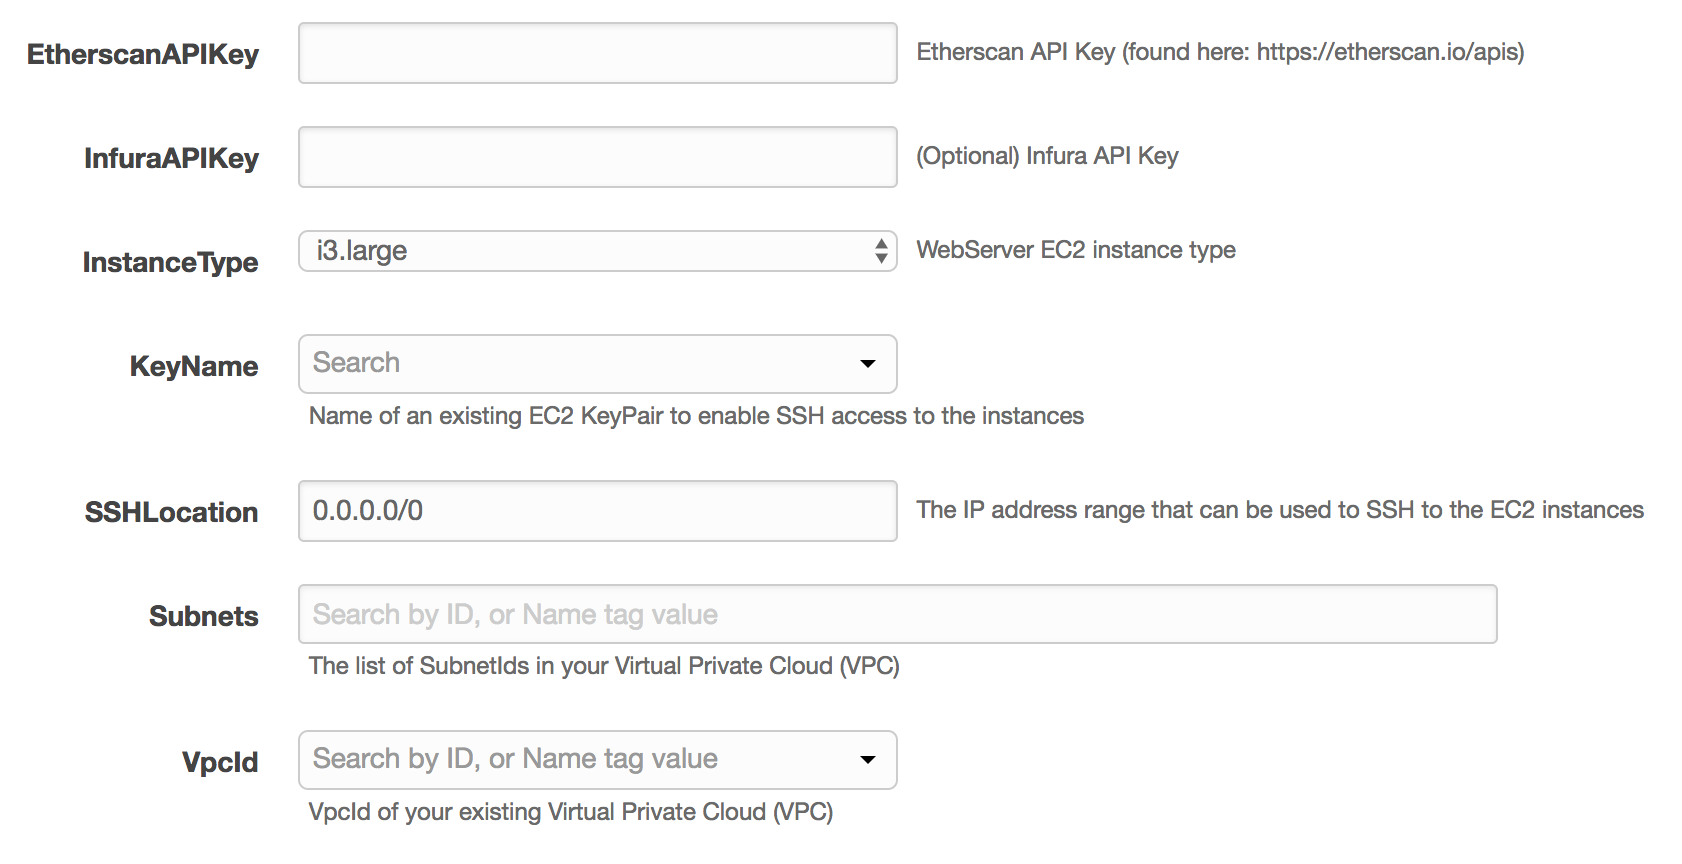 EtherscanAPIKey Etherscan API Key (found here: https://etherscan.io/apis)
InfuraAPIKey (Optional) Infura API Key
InstanceType i3.large WebServer EC2 instance type
KeyName Search
Name of an existing EC2 KeyPair to enable SSH access to the instances
SSHLocation 0.0.0.0/0 The IP address range that can be used to SSH to the EC2 instances
Subnets Search by ID, or Name tag value
The list of SubnetIds in your Virtual Private Cloud (VPC)
VpcId Search by ID, or Name tag value
VpcId of your existing Virtual Private Cloud (VPC)